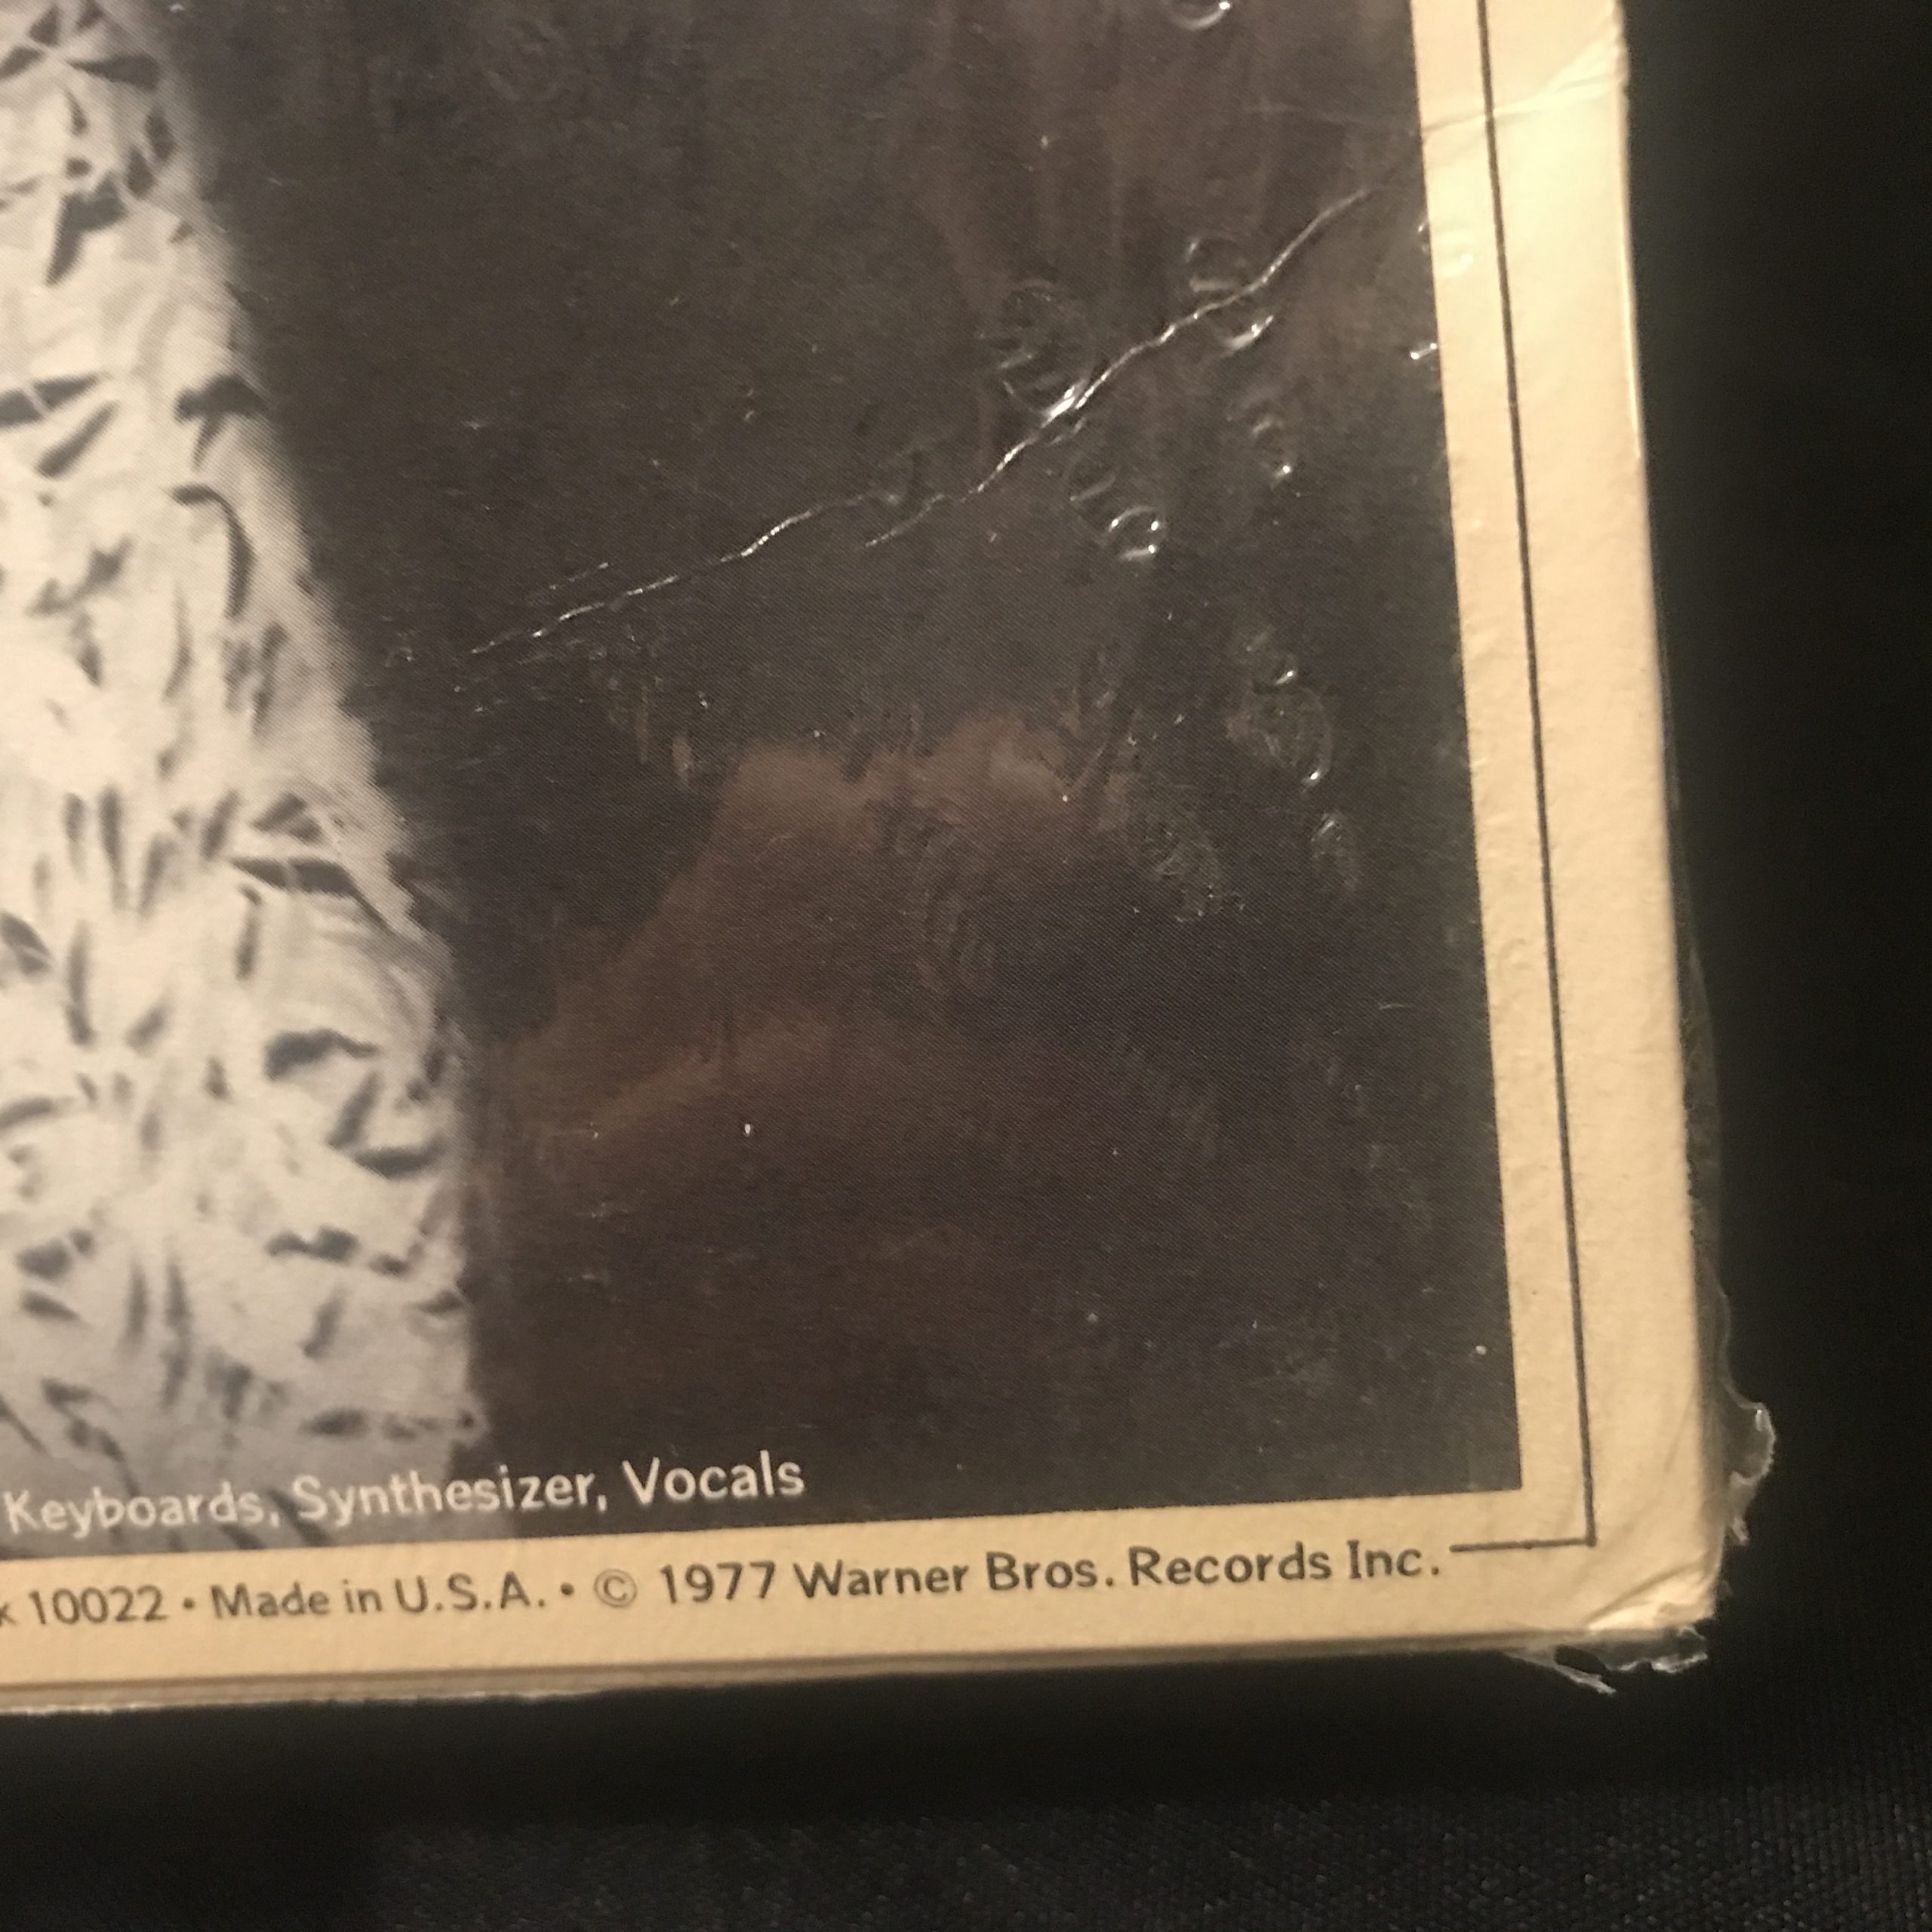 Keyboards, Synthesizer, Vocals
k 10022 • Made in U.S.A. • © 1977 Warner Bros. Records Inc.